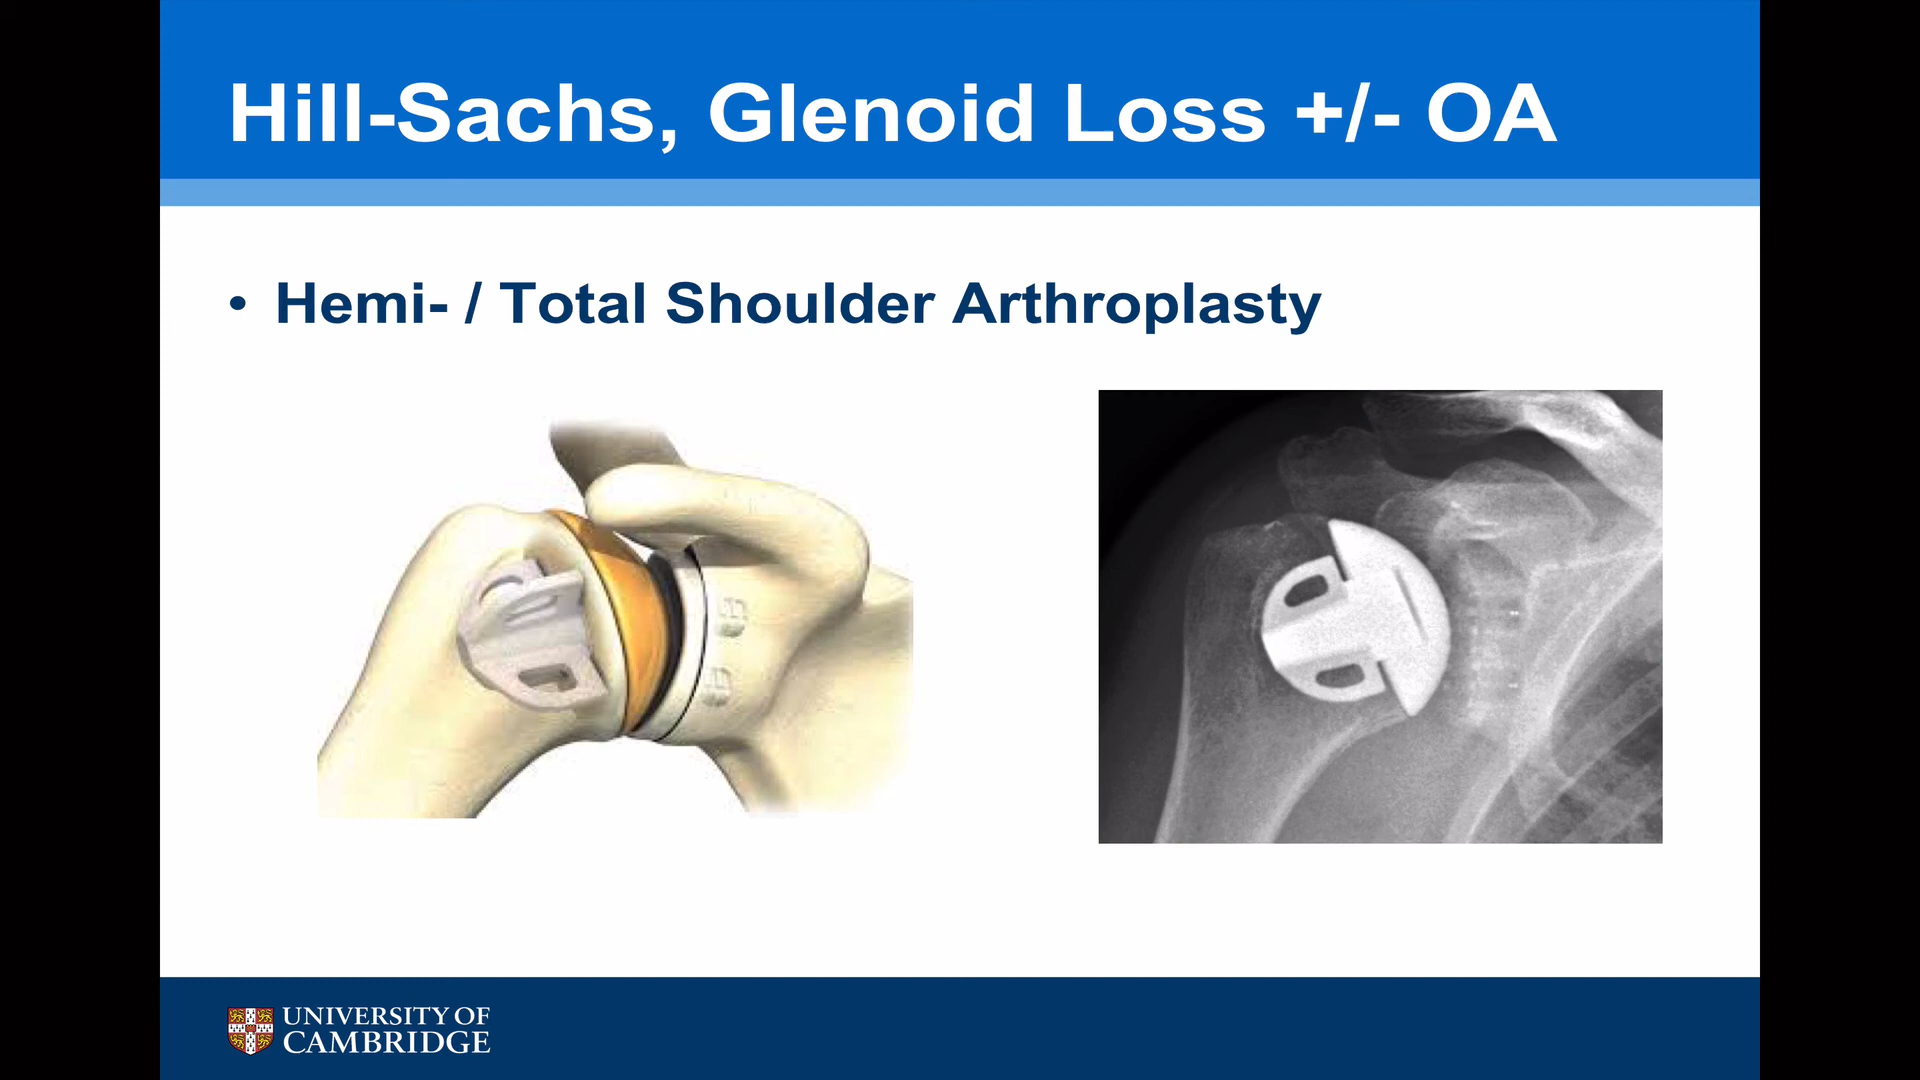 Hill-Sachs, Glenoid Loss +/- OA
• Hemi- / Total Shoulder Arthroplasty
UNIVERSITY OF
CAMBRIDGE